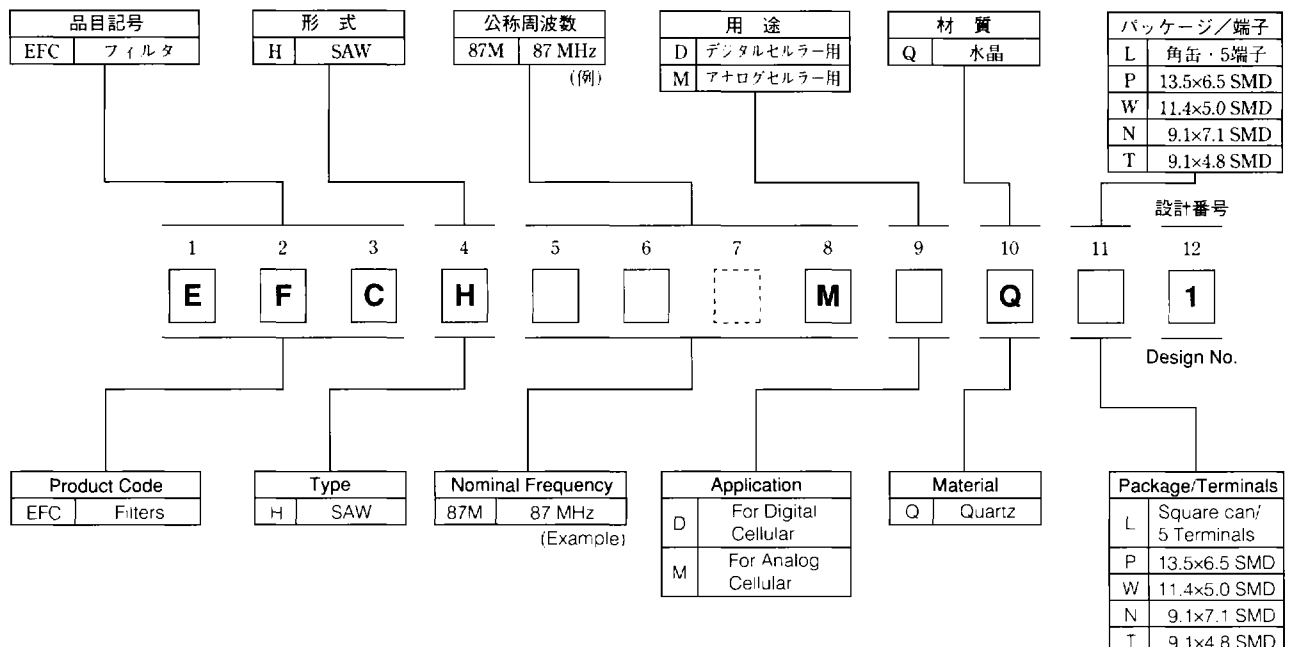 品目記号
EFC フィルタ
形 式
H SAW
公称周波数
87M 87 MHz
(例)
用 途
D デジタルセルラー用
M アナログセルラー用
材 質
Q 水晶
パッケージ／端子
L 角缶・5端子
P 13.5×6.5 SMD
W 11.4×5.0 SMD
N 9.1×7.1 SMD
T 9.1×4.8 SMD
設計番号
1 2 3 4 5 6 7 8 9 10 11 12
E F C H M Q 1
Design No.
Product Code
EFC Filters
Type
H SAW
Nominal Frequency
87M 87 MHz
(Example)
Application
D For Digital
Cellular
M For Analog
Cellular
Material
Q Quartz
Package/Terminals
L Square can/
5 Terminals
P 13.5×6.5 SMD
W 11.4×5.0 SMD
N 9.1×7.1 SMD
T 9.1×4.8 SMD